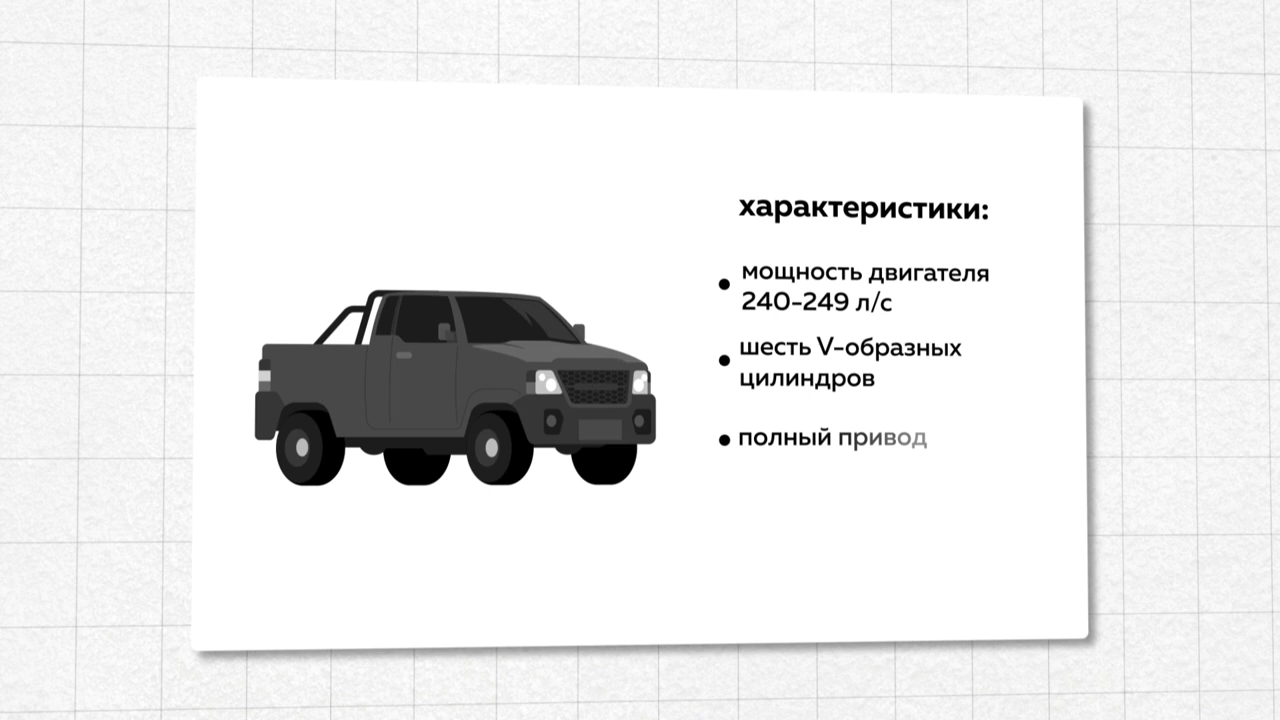 характеристики:
мощность двигателя
240-249 л/с
шесть V-образных
цилиндров
полный привод